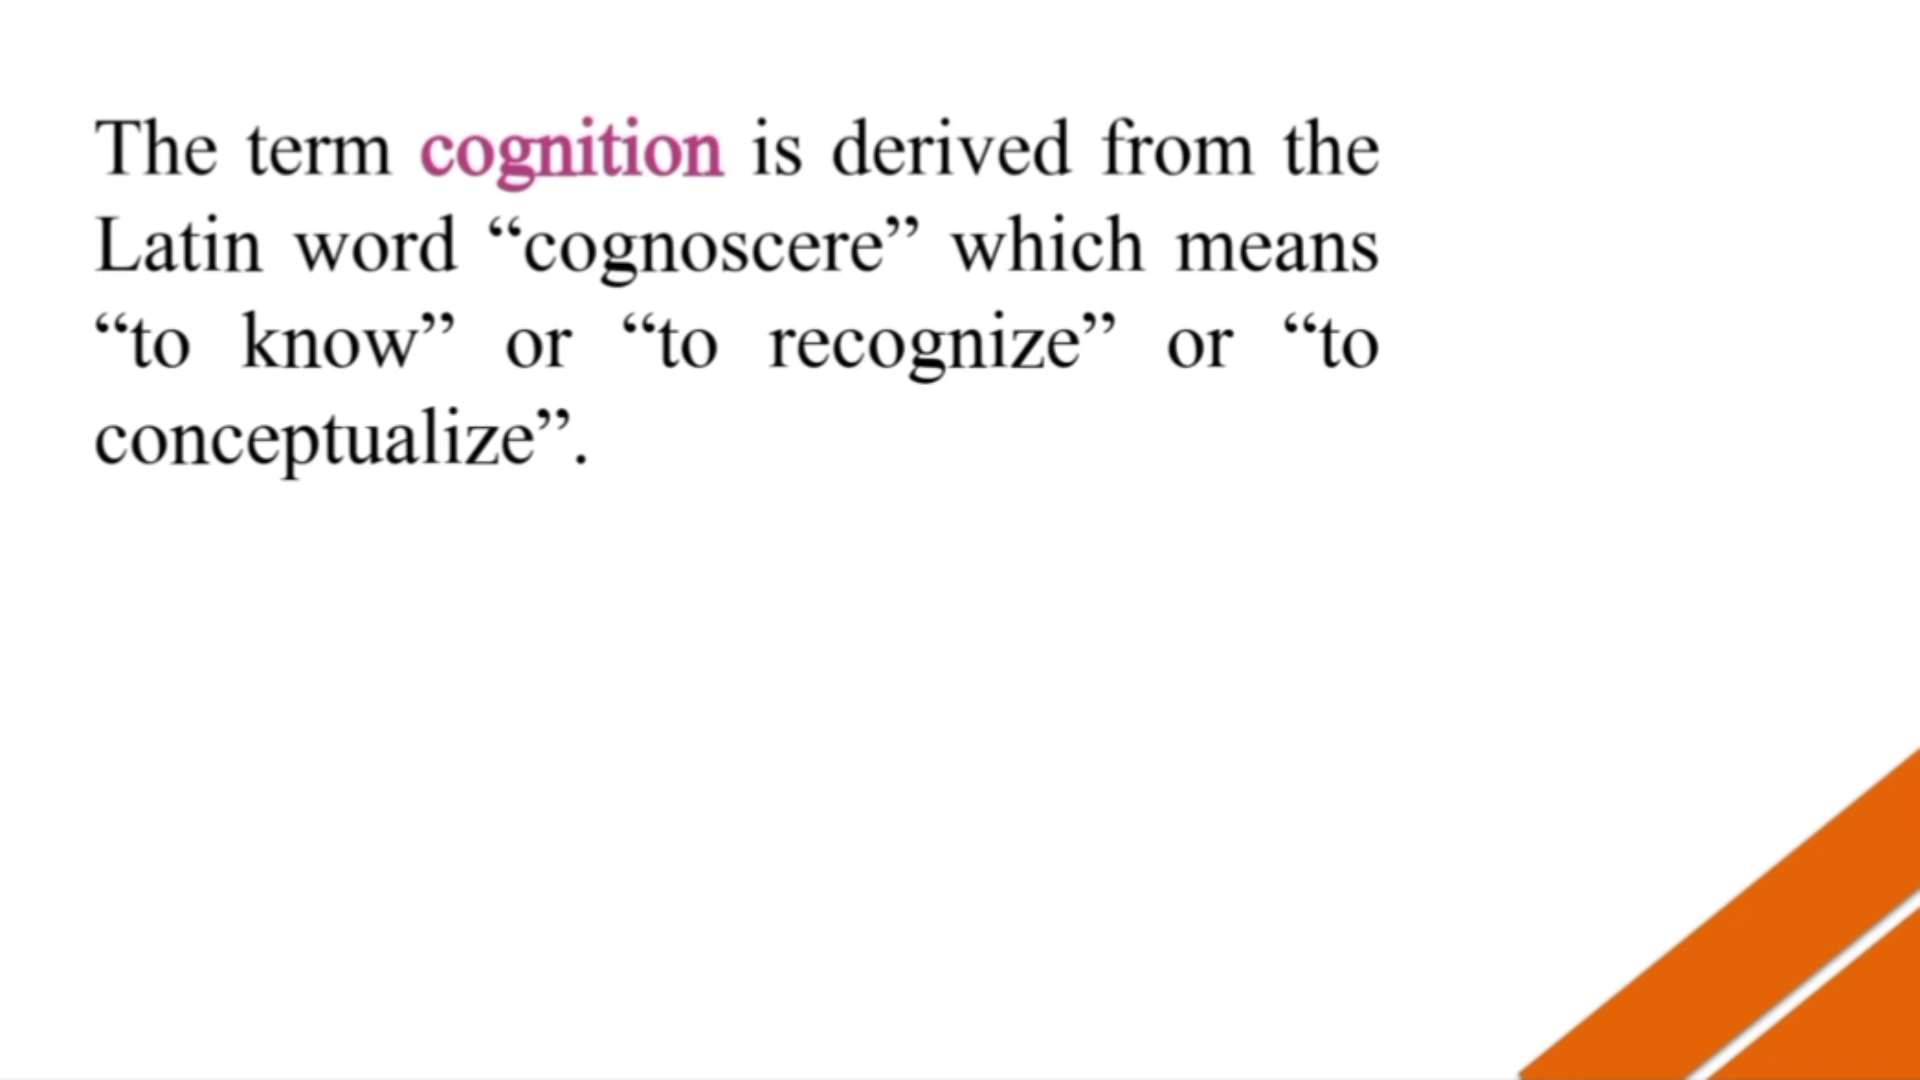 The term cognition is derived from the
Latin word “cognoscere” which means
“to know” or “to recognize” or “to
conceptualize”.